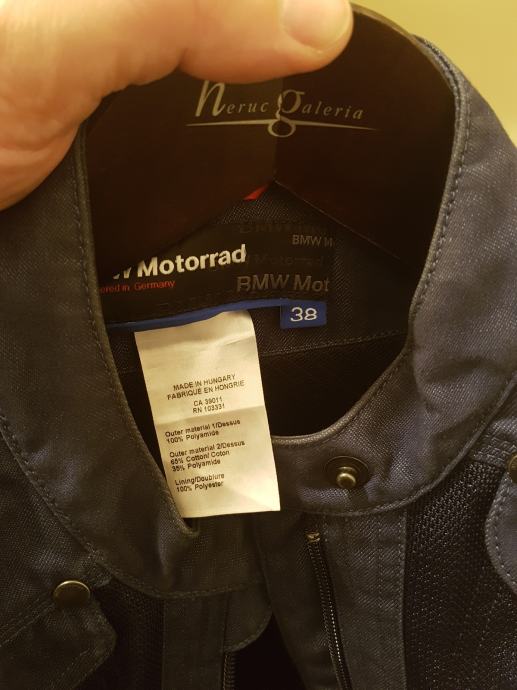 Neruc Galeria
BMW M
W Motorrad
ered in Germany
BMW Mot
38
MADE IN HUNGARY
FABRIQUE EN HONGRIE
CA 39011
RN 103331
Outer material 1/Dessus
100% Polyamide
Outer material 2/Dessus
65% Cotton/ Coton
35% Polyamide
Lining/Doublure
100% Polyester